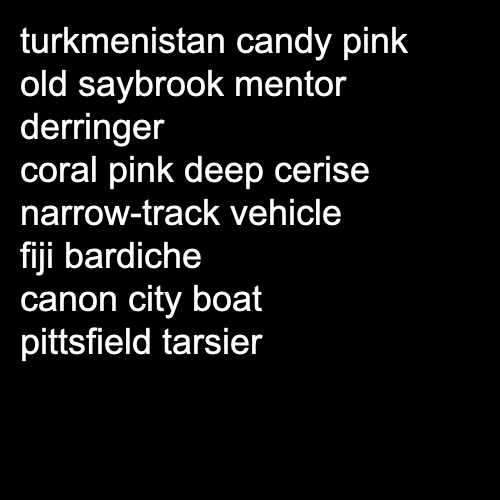 turkmenistan candy pink
old saybrook mentor
derringer
coral pink deep cerise
narrow-track vehicle
fiji bardiche
canon city boat
pittsfield tarsier